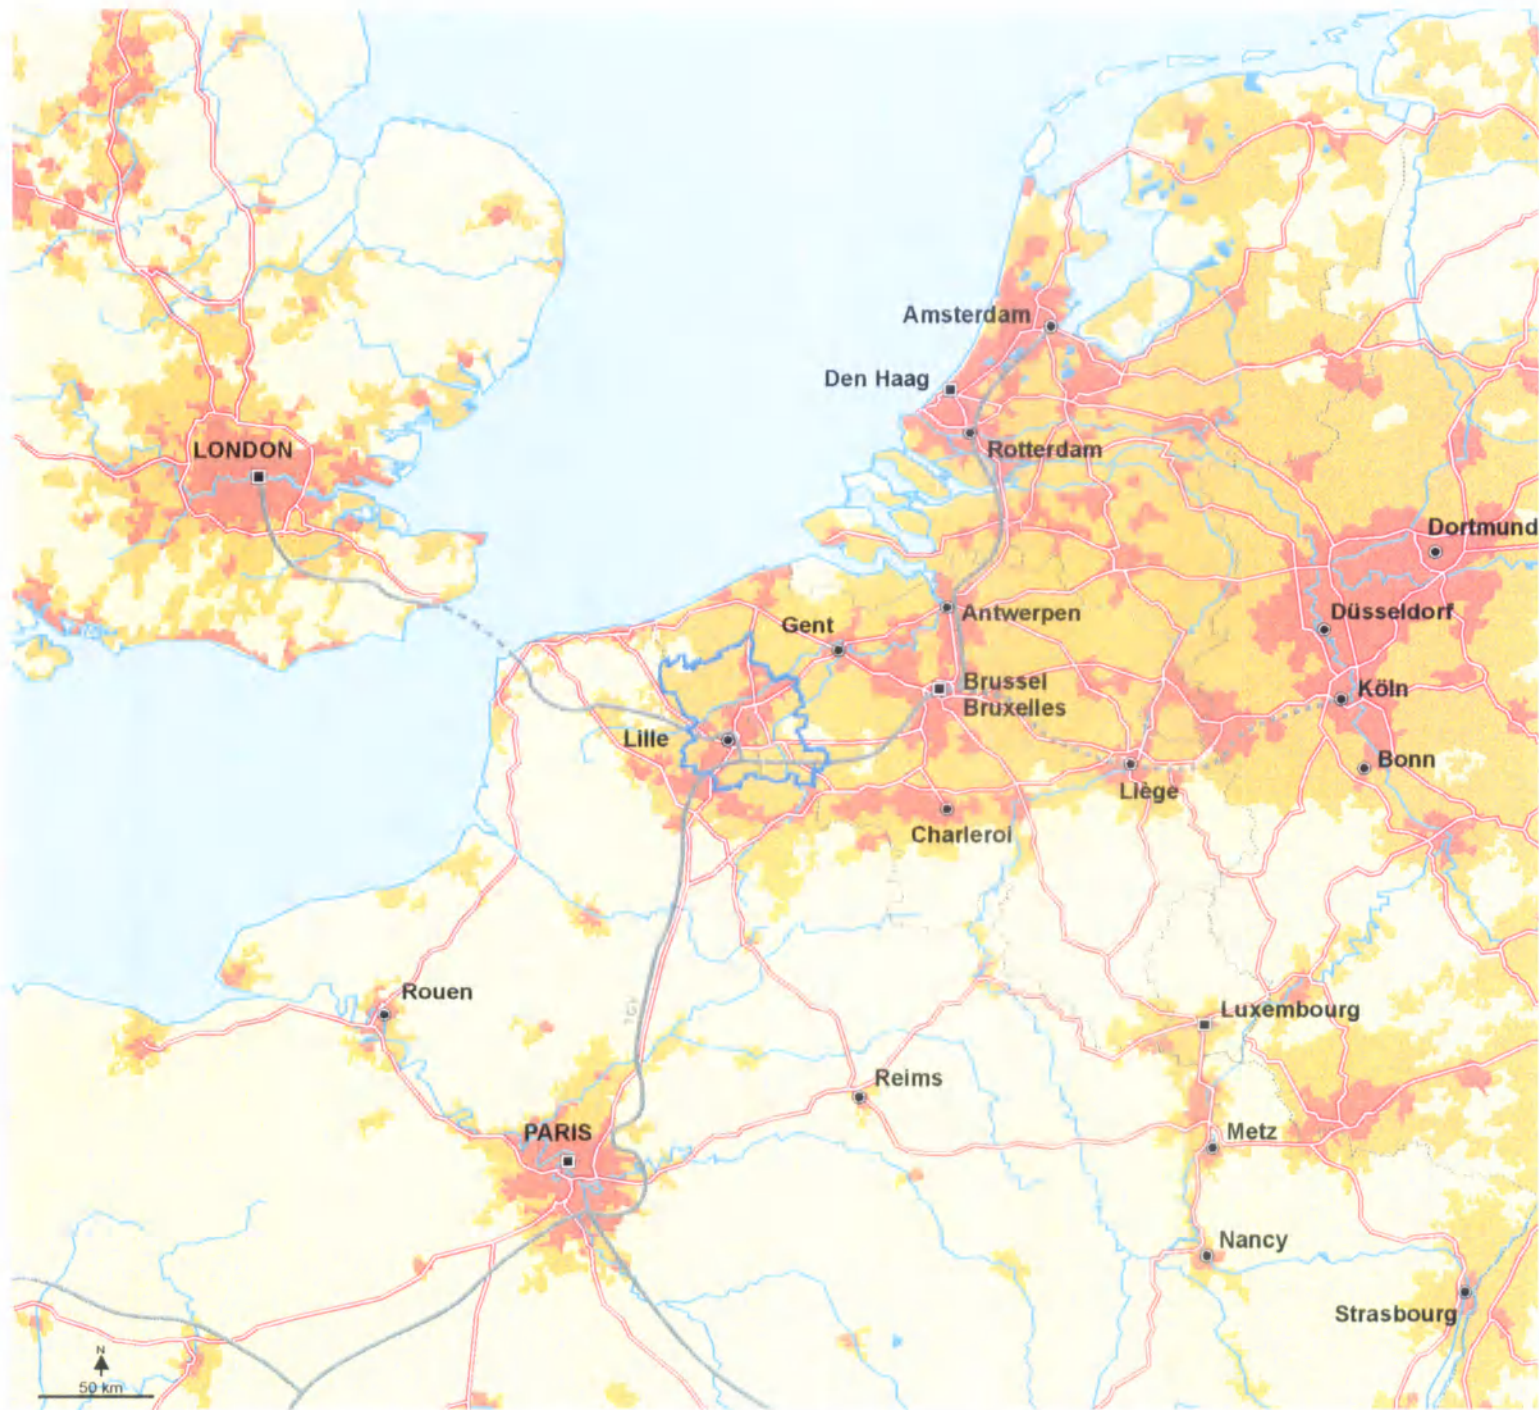 Amsterdam
Den Haag
LONDON
Rotterdam
Dortmund
Antwerpen
Düsseldorf
Gent
Brussel
Bruxelles
Köln
Lille
Bonn
Liège
Charleroi
Rouen
Luxembourg
TGV
Reims
PARIS
Metz
Nancy
Strasbourg
N
50 km